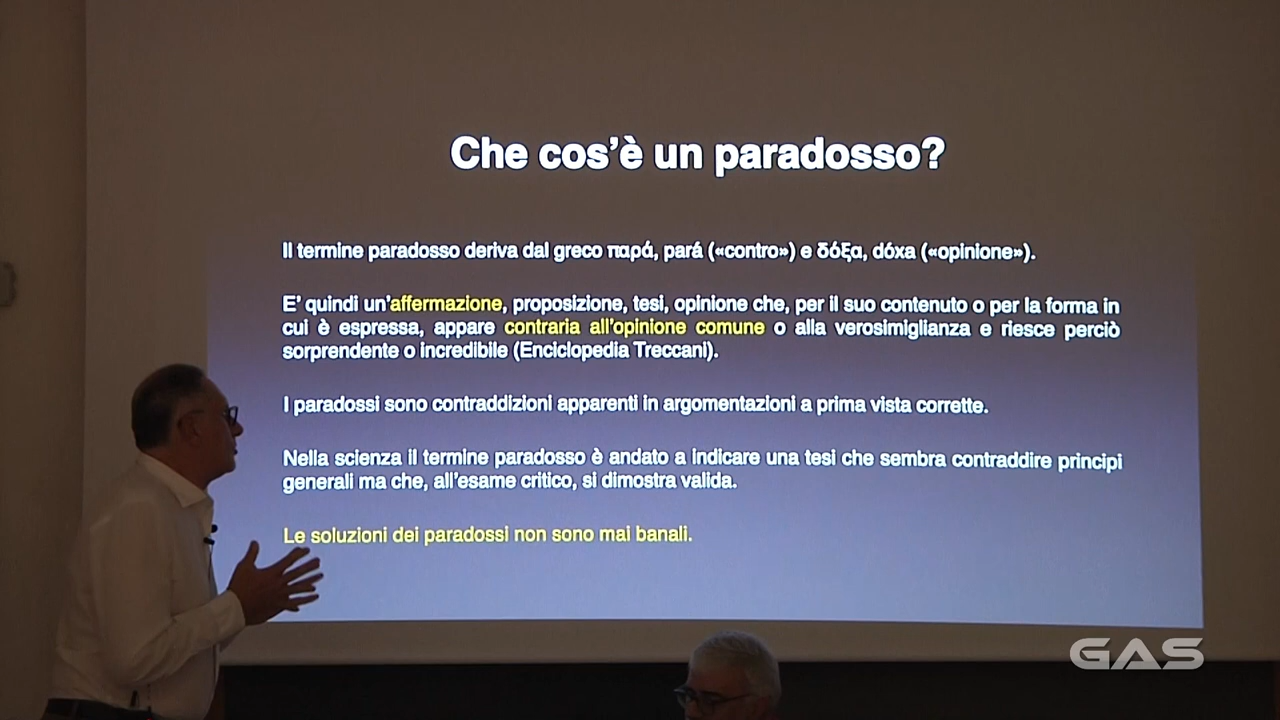 Che cos'è un paradosso?
Il termine paradosso deriva dal greco παρά, pará («contro») e δόξα, dóxa («opinione»).
E' quindi un'affermazione, proposizione, tesi, opinione che, per il suo contenuto o per la forma in
cui è espressa, appare contraria all'opinione comune o alla verosimiglianza e riesce perciò
sorprendente o incredibile (Enciclopedia Treccani).
I paradossi sono contraddizioni apparenti in argomentazioni a prima vista corrette.
Nella scienza il termine paradosso è andato a indicare una tesi che sembra contraddire principi
generali ma che, all'esame critico, si dimostra valida.
Le soluzioni dei paradossi non sono mai banali.
GAS